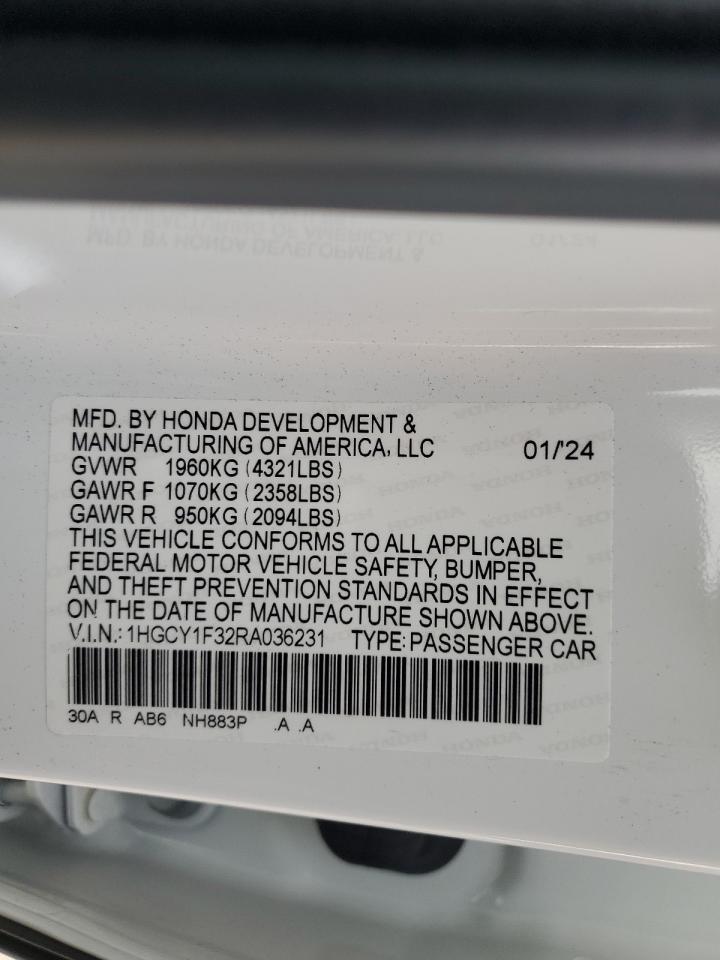 MFD. BY HONDA DEVELOPMENT &
MANUFACTURING OF AMERICA, LLC 01/'24
GVWR 1960KG (4321LBS)
GAWR F 1070KG (2358LBS)
GAWR R 950KG (2094LBS)
THIS VEHICLE CONFORMS TO ALL APPLICABLE
FEDERAL MOTOR VEHICLE SAFETY, BUMPER,
AND THEFT PREVENTION STANDARDS IN EFFECT
ON THE DATE OF MANUFACTURE SHOWN ABOVE.
V.I.N.: 1HGCY1F32RA036231 TYPE: PASSENGER CAR
30A R AB6 NH883P .A .A